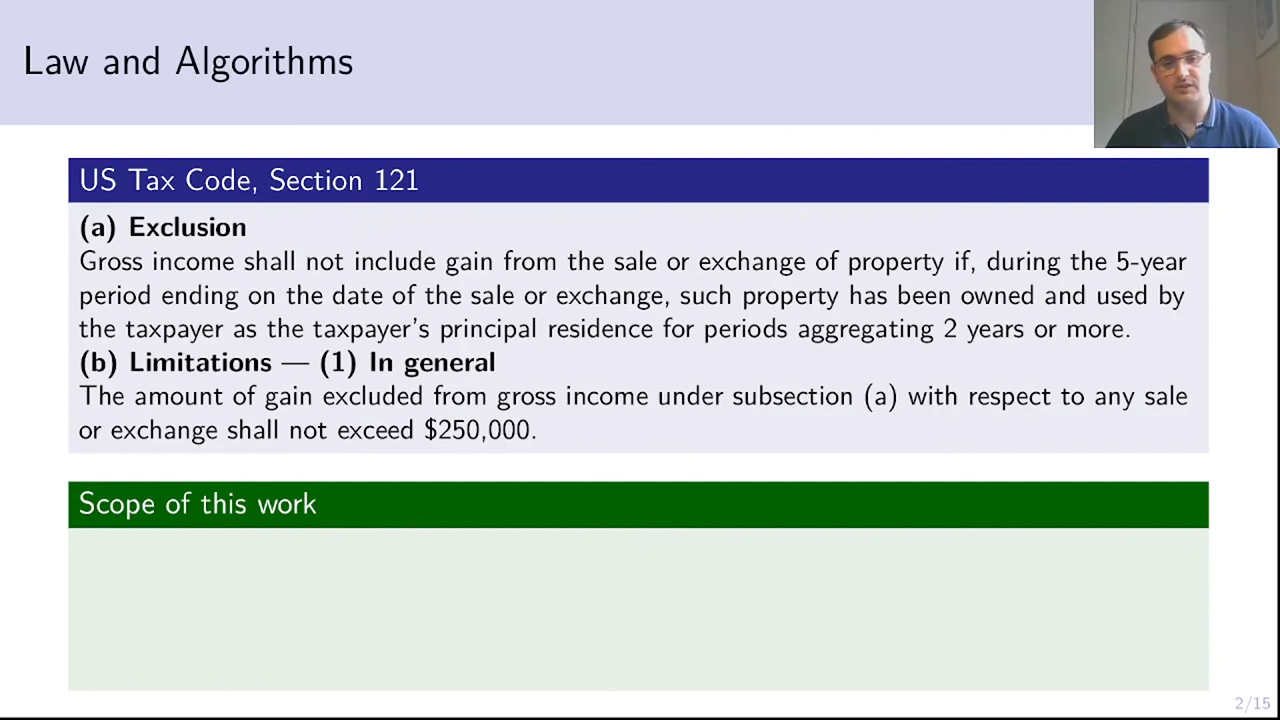 Law and Algorithms
US Tax Code, Section 121
(a) Exclusion
Gross income shall not include gain from the sale or exchange of property if, during the 5-year
period ending on the date of the sale or exchange, such property has been owned and used by
the taxpayer as the taxpayer's principal residence for periods aggregating 2 years or more.
(b) Limitations — (1) In general
The amount of gain excluded from gross income under subsection (a) with respect to any sale
or exchange shall not exceed $250,000.
Scope of this work
2/15